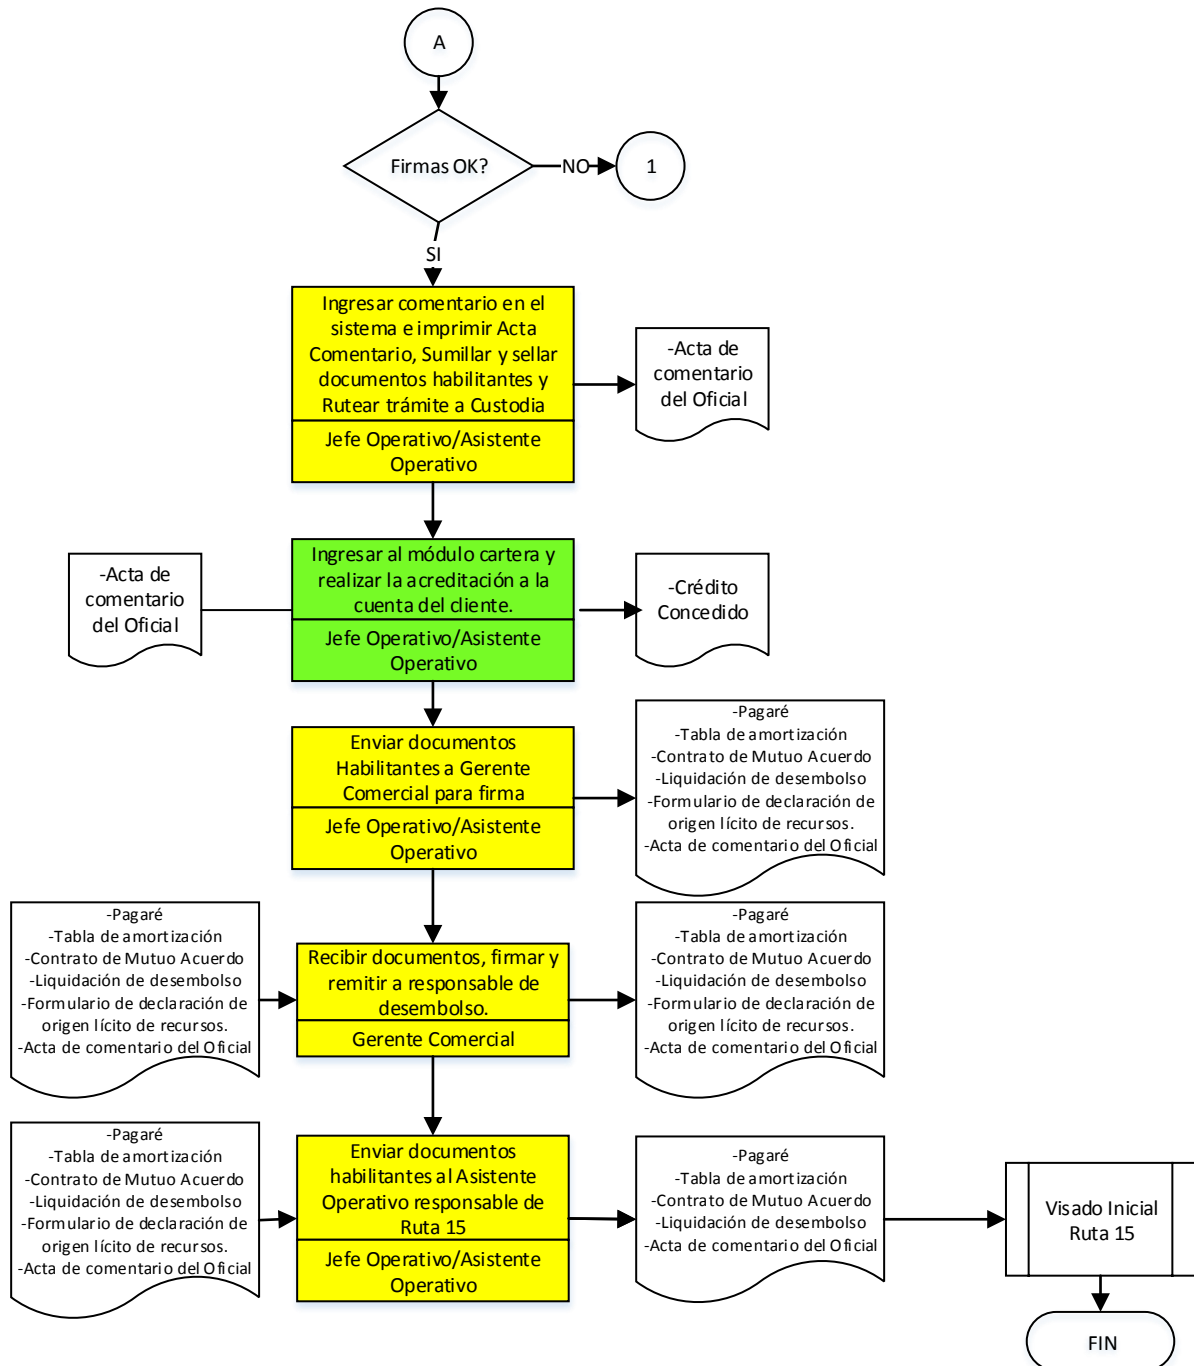 A
Firmas OK?
NO
1
SI
Ingresar comentario en el
sistema e imprimir Acta
Comentario, Sumillar y sellar
documentos habilitantes y
Rutear trámite a Custodia
Jefe Operativo/Asistente
Operativo
-Acta de
comentario
del Oficial
-Acta de
comentario
del Oficial
Ingresar al módulo cartera y
realizar la acreditación a la
cuenta del cliente.
Jefe Operativo/Asistente
Operativo
-Crédito
Concedido
Enviar documentos
Habilitantes a Gerente
Comercial para firma
Jefe Operativo/Asistente
Operativo
-Pagaré
-Tabla de amortización
-Contrato de Mutuo Acuerdo
-Liquidación de desembolso
-Formulario de declaración de
origen lícito de recursos.
-Acta de comentario del Oficial
-Pagaré
-Tabla de amortización
-Contrato de Mutuo Acuerdo
-Liquidación de desembolso
-Formulario de declaración de
origen lícito de recursos.
-Acta de comentario del Oficial
Recibir documentos, firmar y
remitir a responsable de
desembolso.
Gerente Comercial
-Pagaré
-Tabla de amortización
-Contrato de Mutuo Acuerdo
-Liquidación de desembolso
-Formulario de declaración de
origen lícito de recursos.
-Acta de comentario del Oficial
-Pagaré
-Tabla de amortización
-Contrato de Mutuo Acuerdo
-Liquidación de desembolso
-Formulario de declaración de
origen lícito de recursos.
-Acta de comentario del Oficial
Enviar documentos
habilitantes al Asistente
Operativo responsable de
Ruta 15
Jefe Operativo/Asistente
Operativo
-Pagaré
-Tabla de amortización
-Contrato de Mutuo Acuerdo
-Liquidación de desembolso
-Acta de comentario del Oficial
Visado Inicial
Ruta 15
FIN